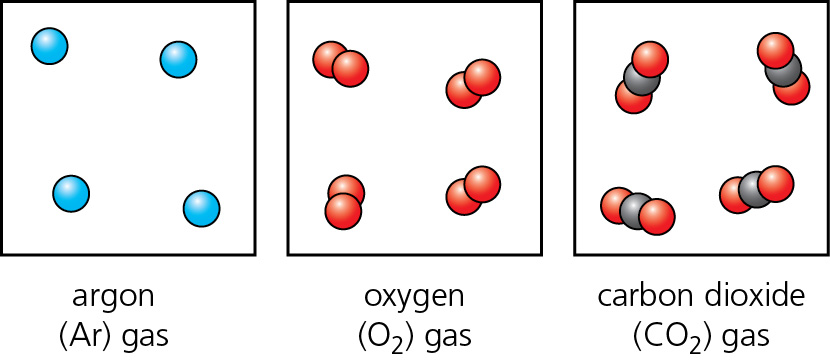 argon
(Ar) gas
oxygen
(O₂) gas
carbon dioxide
(CO₂) gas